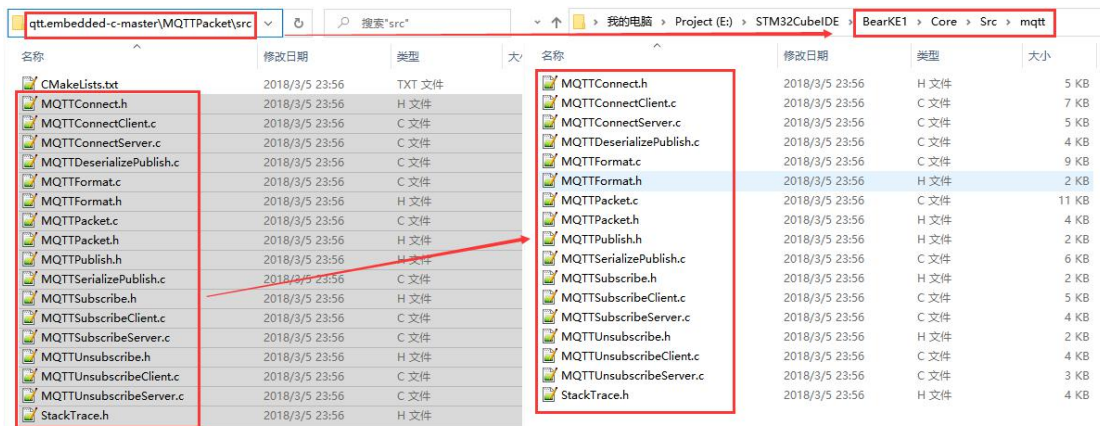 qtt.embedded-c-master\MQTTPacket\src
搜索"src"
名称 修改日期 类型 大
CMakeLists.txt 2018/3/5 23:56 TXT 文件
MQTTConnect.h 2018/3/5 23:56 H 文件
MQTTConnectClient.c 2018/3/5 23:56 C 文件
MQTTConnectServer.c 2018/3/5 23:56 C 文件
MQTTDeserializePublish.c 2018/3/5 23:56 C 文件
MQTTFormat.c 2018/3/5 23:56 C 文件
MQTTFormat.h 2018/3/5 23:56 H 文件
MQTTPacket.c 2018/3/5 23:56 C 文件
MQTTPacket.h 2018/3/5 23:56 H 文件
MQTTPublish.h 2018/3/5 23:56 H 文件
MQTTSerializePublish.c 2018/3/5 23:56 C 文件
MQTTSubscribe.h 2018/3/5 23:56 H 文件
MQTTSubscribeClient.c 2018/3/5 23:56 C 文件
MQTTSubscribeServer.c 2018/3/5 23:56 C 文件
MQTTUnsubscribe.h 2018/3/5 23:56 H 文件
MQTTUnsubscribeClient.c 2018/3/5 23:56 C 文件
MQTTUnsubscribeServer.c 2018/3/5 23:56 C 文件
StackTrace.h 2018/3/5 23:56 H 文件
我的电脑 > Project (E:) > STM32CubeIDE > BearKE1 > Core > Src > mqtt
名称 修改日期 类型 大小
MQTTConnect.h 2018/3/5 23:56 H 文件 5 KB
MQTTConnectClient.c 2018/3/5 23:56 C 文件 7 KB
MQTTConnectServer.c 2018/3/5 23:56 C 文件 5 KB
MQTTDeserializePublish.c 2018/3/5 23:56 C 文件 4 KB
MQTTFormat.c 2018/3/5 23:56 C 文件 9 KB
MQTTFormat.h 2018/3/5 23:56 H 文件 2 KB
MQTTPacket.c 2018/3/5 23:56 C 文件 11 KB
MQTTPacket.h 2018/3/5 23:56 H 文件 4 KB
MQTTPublish.h 2018/3/5 23:56 H 文件 2 KB
MQTTSerializePublish.c 2018/3/5 23:56 C 文件 6 KB
MQTTSubscribe.h 2018/3/5 23:56 H 文件 2 KB
MQTTSubscribeClient.c 2018/3/5 23:56 C 文件 5 KB
MQTTSubscribeServer.c 2018/3/5 23:56 C 文件 4 KB
MQTTUnsubscribe.h 2018/3/5 23:56 H 文件 2 KB
MQTTUnsubscribeClient.c 2018/3/5 23:56 C 文件 4 KB
MQTTUnsubscribeServer.c 2018/3/5 23:56 C 文件 3 KB
StackTrace.h 2018/3/5 23:56 H 文件 4 KB